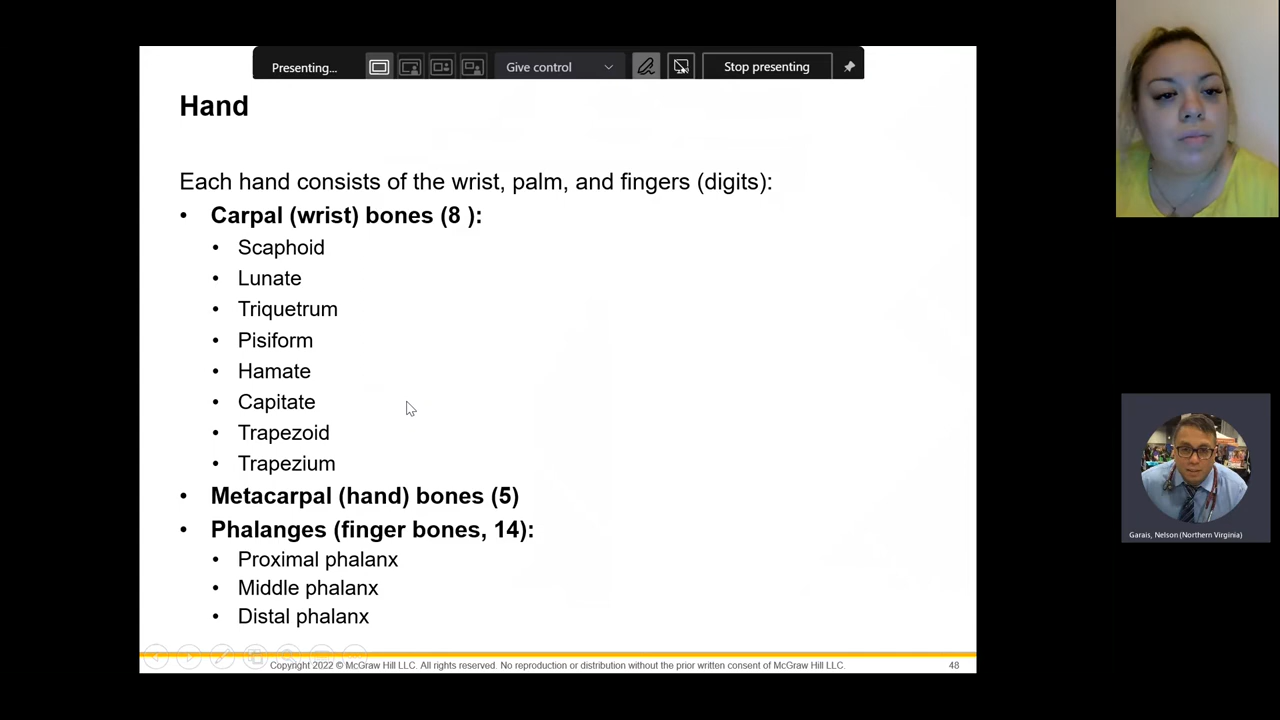 Presenting...
Give control
Stop presenting
Hand
Each hand consists of the wrist, palm, and fingers (digits):
• Carpal (wrist) bones (8 ):
• Scaphoid
• Lunate
• Triquetrum
• Pisiform
• Hamate
• Capitate
• Trapezoid
• Trapezium
• Metacarpal (hand) bones (5)
• Phalanges (finger bones, 14):
• Proximal phalanx
• Middle phalanx
• Distal phalanx
Copyright 2022 © McGraw Hill LLC. All rights reserved. No reproduction or distribution without the prior written consent of McGraw Hill LLC.
48
Garais, Nelson (Northern Virginia)